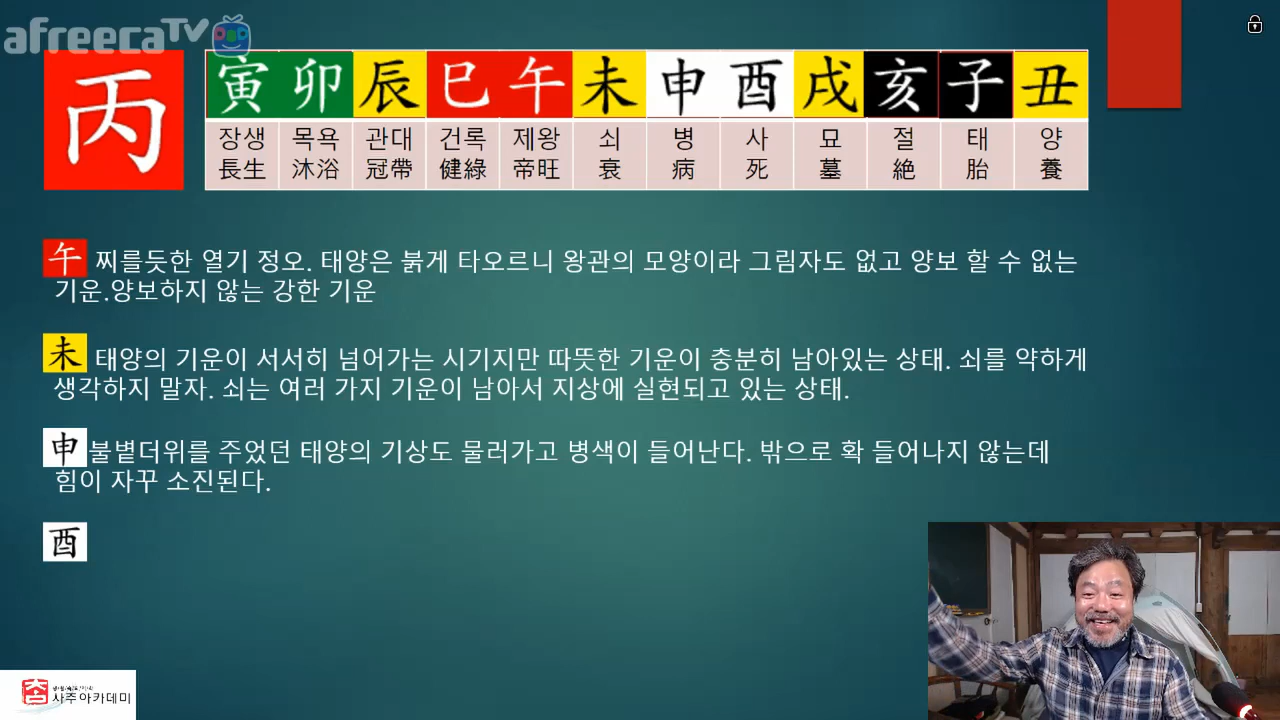 afreecaTV
丙
寅 卯 辰 巳 午 未 申 酉 戌 亥 子 丑
장생 목욕 관대 건록 제왕 쇠 병 사 묘 절 태 양
長生 沐浴 冠帶 健綠 帝旺 衰 病 死 墓 絶 胎 養
午 찌를듯한 열기 정오. 태양은 붉게 타오르니 왕관의 모양이라 그림자도 없고 양보 할 수 없는
기운.양보하지 않는 강한 기운
未 태양의 기운이 서서히 넘어가는 시기지만 따뜻한 기운이 충분히 남아있는 상태. 쇠를 약하게
생각하지 말자. 쇠는 여러 가지 기운이 남아서 지상에 실현되고 있는 상태.
申 불볕더위를 주었던 태양의 기상도 물러가고 병색이 들어난다. 밖으로 확 들어나지 않는데
힘이 자꾸 소진된다.
酉
사주아카데미